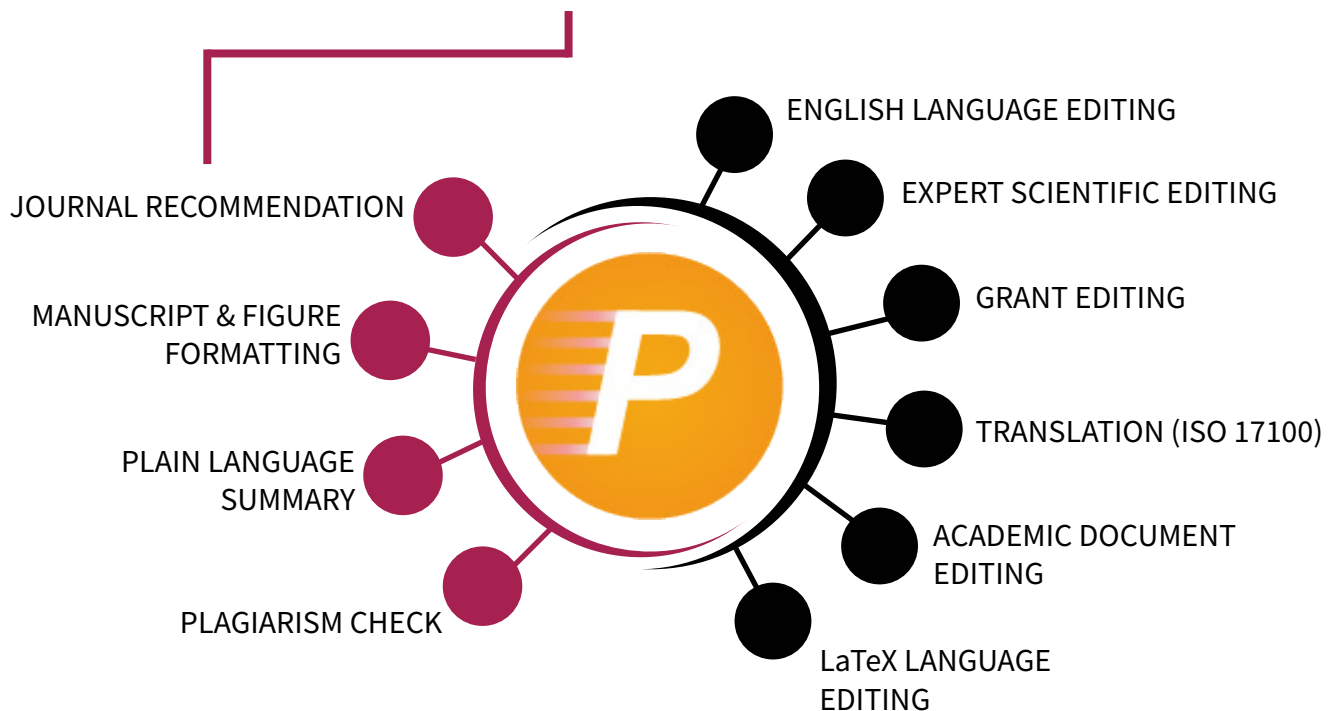 ENGLISH LANGUAGE EDITING
EXPERT SCIENTIFIC EDITING
JOURNAL RECOMMENDATION
GRANT EDITING
MANUSCRIPT & FIGURE
FORMATTING
P
TRANSLATION (ISO 17100)
PLAIN LANGUAGE
SUMMARY
ACADEMIC DOCUMENT
EDITING
PLAGIARISM CHECK
LaTeX LANGUAGE
EDITING